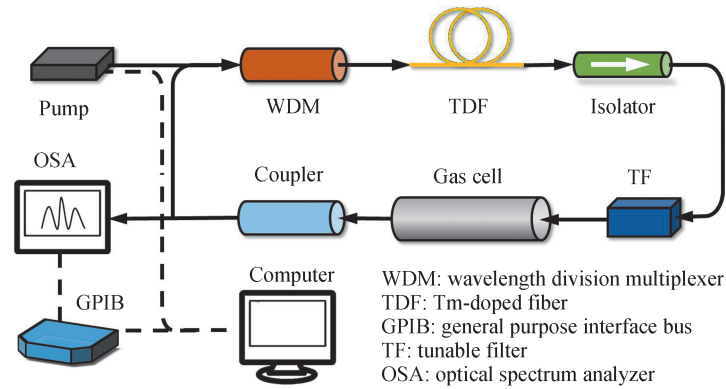 Pump
WDM
TDF
Isolator
OSA
Coupler
Gas cell
TF
GPIB
Computer
WDM: wavelength division multiplexer
TDF: Tm-doped fiber
GPIB: general purpose interface bus
TF: tunable filter
OSA: optical spectrum analyzer